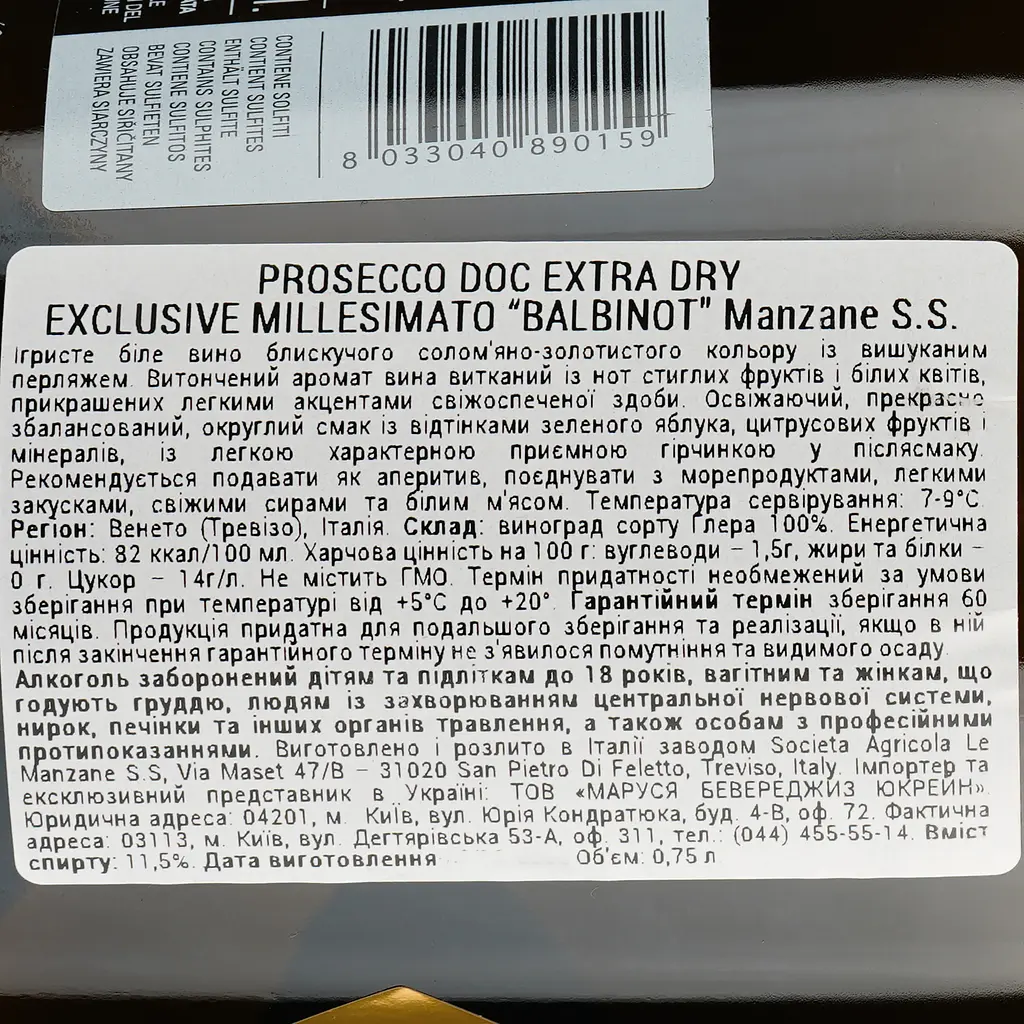 CONTIENE SOLFITI
CONTIENT SULFITES
ENTHÄLT SULFITE
CONTAINS SULPHITES
CONTIENE SULFITOS
BEVAT SULFIETEN
OBSAHUJE SIŘIČITANY
ZAWIERA SIARCZYNY
8 033040 890159
PROSECCO DOC EXTRA DRY
EXCLUSIVE MILLESIMATO "BALBINOT" Manzane S.S.
Ігристе біле вино блискучого солом'яно-золотистого кольору із вишуканим
перляжем. Витончений аромат вина витканий із нот стиглих фруктів і білих квітів,
прикрашених легкими акцентами свіжоспеченої здоби. Освіжаючий, прекрасно
збалансований, округлий смак із відтінками зеленого яблука, цитрусових фруктів і
мінералів, із легкою характерною приємною гірчинкою у післясмаку.
Рекомендується подавати як аперитив, поєднувати з морепродуктами, легкими
закусками, свіжими сирами та білим м'ясом. Температура сервірування: 7-9°С.
Регіон: Венето (Тревізо), Італія. Склад: виноград сорту Глера 100%. Енергетична
цінність: 82 ккал/100 мл. Харчова цінність на 100 г: вуглеводи – 1,5г, жири та білки –
0 г. Цукор – 14г/л. Не містить ГМО. Термін придатності необмежений за умови
зберігання при температурі від +5°С до +20°. Гарантійний термін зберігання 60
місяців. Продукція придатна для подальшого зберігання та реалізації, якщо в ній
після закінчення гарантійного терміну не з'явилося помутніння та видимого осаду.
Алкоголь заборонений дітям та підліткам до 18 років, вагітним та жінкам, що
годують груддю, людям із захворюванням центральної нервової системи,
нирок, печінки та інших органів травлення, а також особам з професійними
протипоказаннями. Виготовлено і розлито в Італії заводом Societa Agricola Le
Manzane S.S, Via Maset 47/B – 31020 San Pietro Di Feletto, Treviso, Italy. Імпортер та
ексклюзивний представник в Україні: ТОВ «МАРУСЯ БЕВЕРЕДЖИЗ ЮКРЕЙН».
Юридична адреса: 04201, м. Київ, вул. Юрія Кондратюка, буд. 4-В, оф. 72. Фактична
адреса: 03113, м. Київ, вул. Дегтярівська 53-А, оф. 311, тел.: (044) 455-55-14. Вміст
спирту: 11,5%. Дата виготовлення Об'єм: 0,75 л